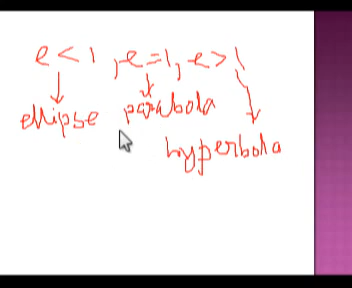 e < 1, e = 1, e > 1
ellipse parabola
hyperbola